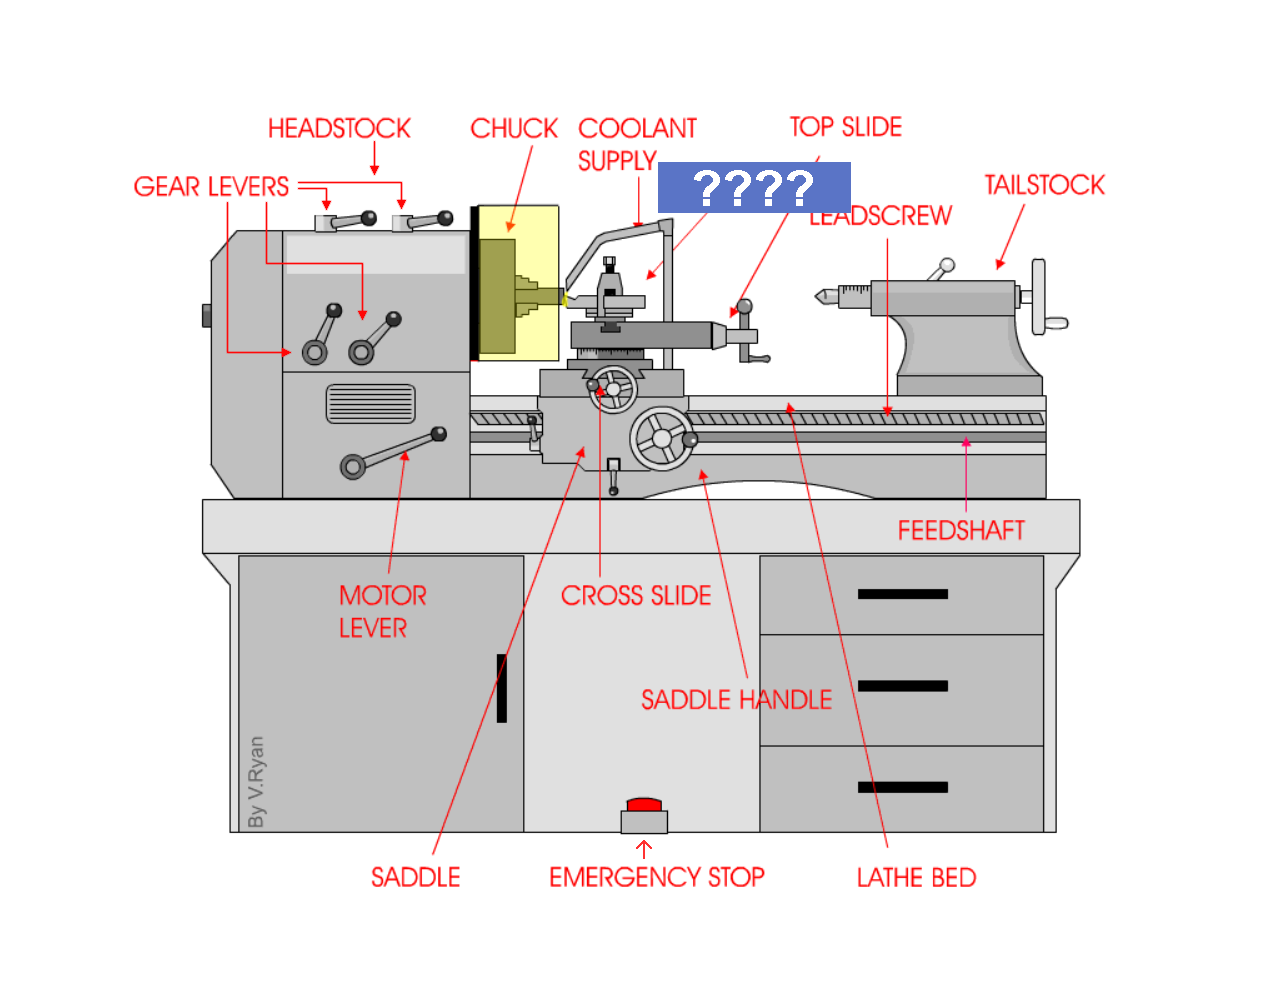 HEADSTOCK
CHUCK
COOLANT
SUPPLY
TOP SLIDE
????
GEAR LEVERS
TAILSTOCK
LEADSCREW
FEEDSHAFT
MOTOR
LEVER
CROSS SLIDE
SADDLE HANDLE
By V.Ryan
SADDLE
EMERGENCY STOP
LATHE BED